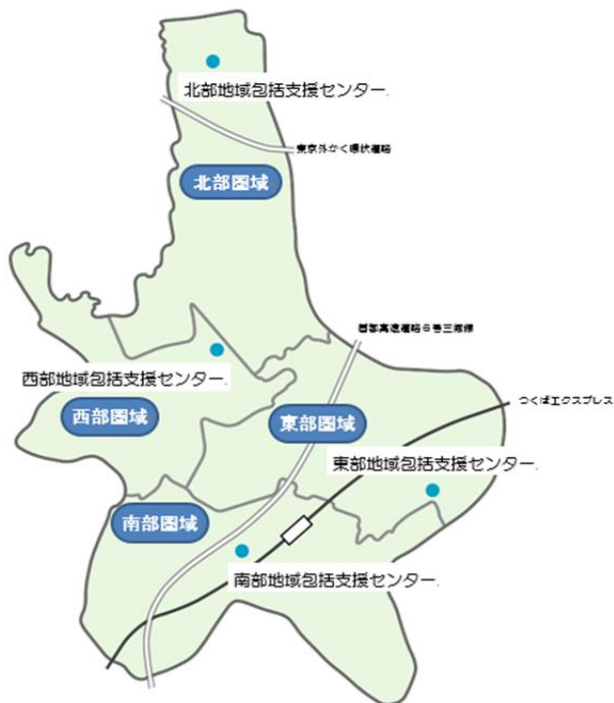 北部地域包括支援センター.
東京外かく環状道路
北部圏域
首都高速道路６号三郷線
西部地域包括支援センター.
つくばエクスプレス
西部圏域
東部圏域
東部地域包括支援センター.
南部圏域
南部地域包括支援センター.